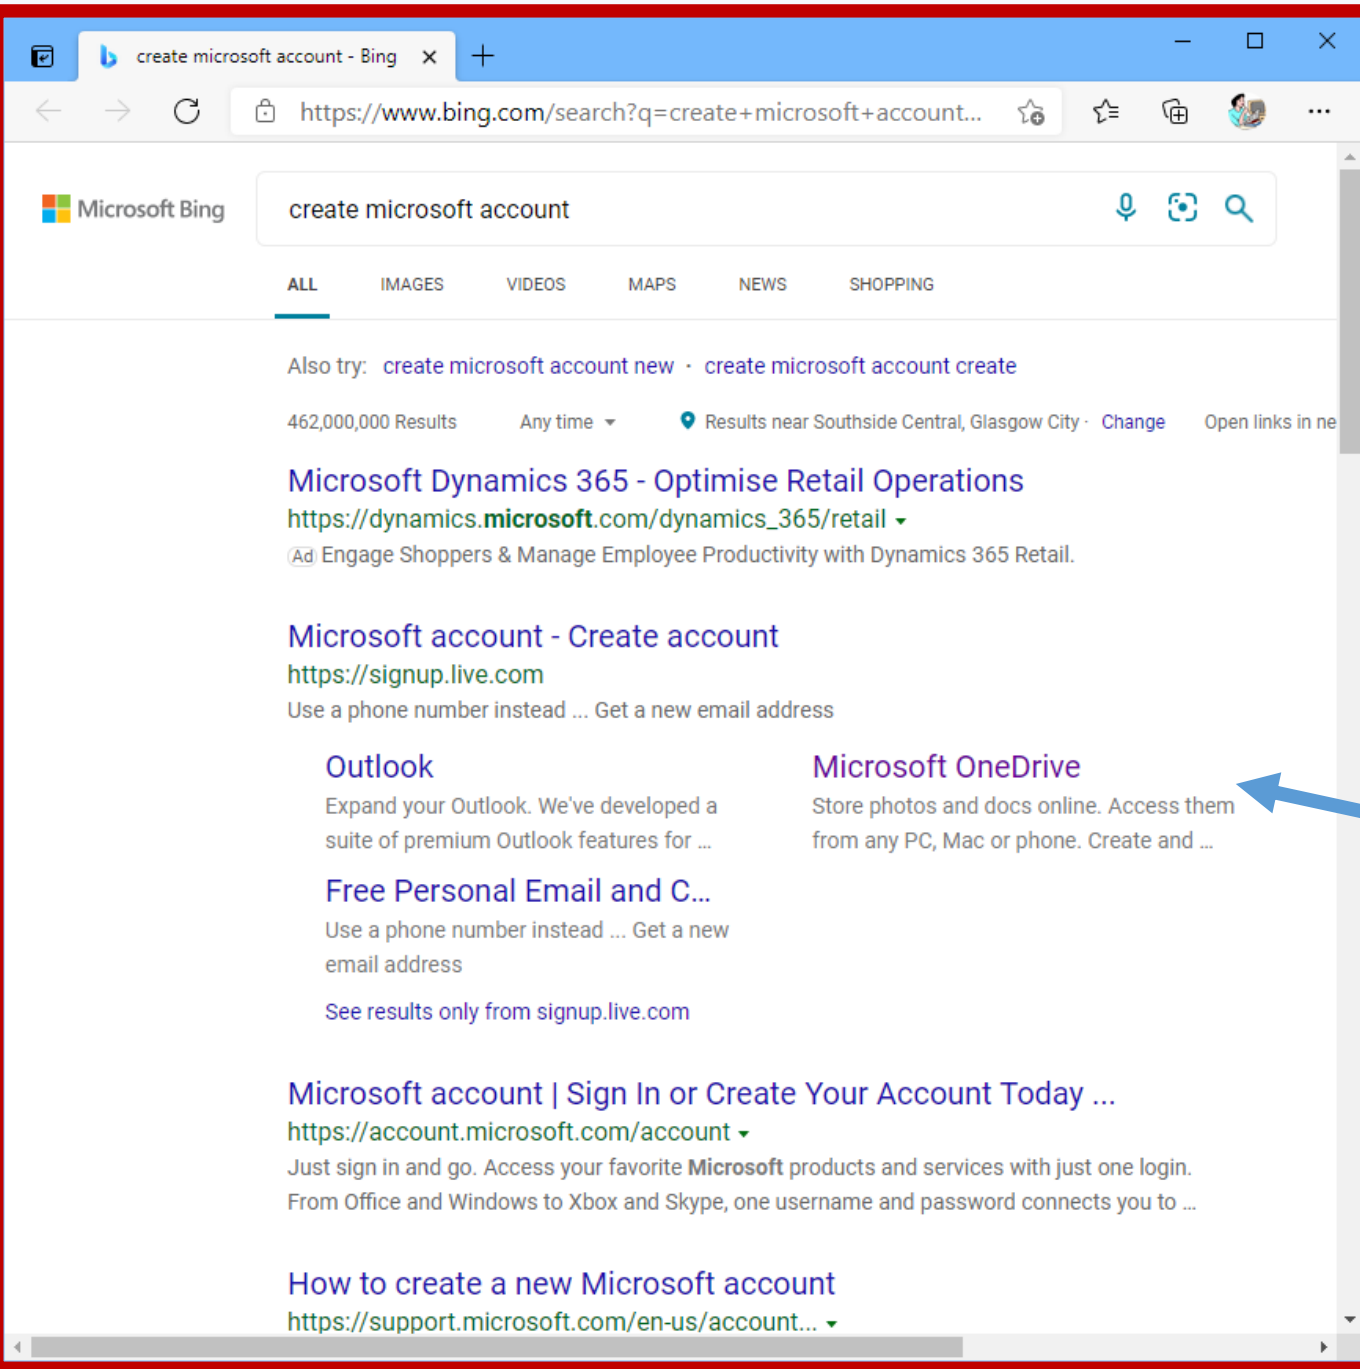 create microsoft account - Bing
https://www.bing.com/search?q=create+microsoft+account...
Microsoft Bing
create microsoft account
ALL IMAGES VIDEOS MAPS NEWS SHOPPING
Also try: create microsoft account new · create microsoft account create
462,000,000 Results Any time Results near Southside Central, Glasgow City · Change Open links in ne
Microsoft Dynamics 365 - Optimise Retail Operations
https://dynamics.microsoft.com/dynamics_365/retail
Ad Engage Shoppers & Manage Employee Productivity with Dynamics 365 Retail.
Microsoft account - Create account
https://signup.live.com
Use a phone number instead ... Get a new email address
Outlook
Expand your Outlook. We've developed a
suite of premium Outlook features for ...
Microsoft OneDrive
Store photos and docs online. Access them
from any PC, Mac or phone. Create and ...
Free Personal Email and C...
Use a phone number instead ... Get a new
email address
See results only from signup.live.com
Microsoft account | Sign In or Create Your Account Today ...
https://account.microsoft.com/account
Just sign in and go. Access your favorite Microsoft products and services with just one login.
From Office and Windows to Xbox and Skype, one username and password connects you to ...
How to create a new Microsoft account
https://support.microsoft.com/en-us/account...